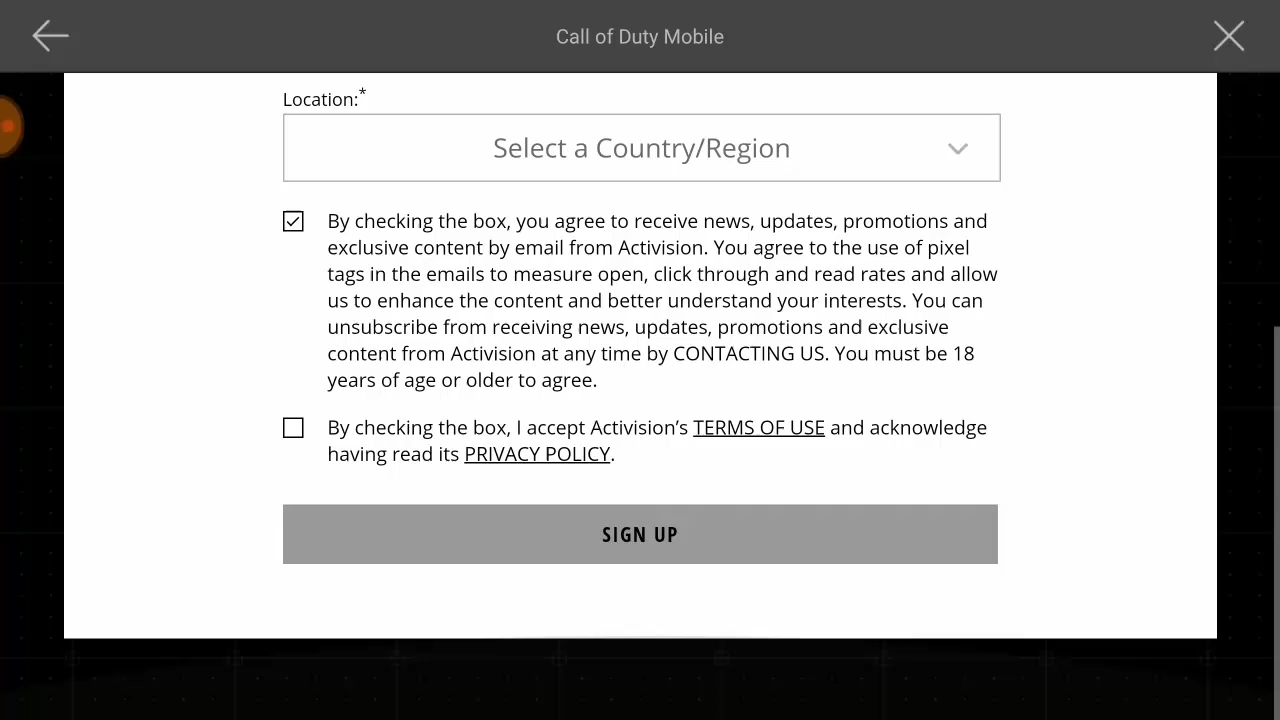 Call of Duty Mobile
Location:*
Select a Country/Region
By checking the box, you agree to receive news, updates, promotions and
exclusive content by email from Activision. You agree to the use of pixel
tags in the emails to measure open, click through and read rates and allow
us to enhance the content and better understand your interests. You can
unsubscribe from receiving news, updates, promotions and exclusive
content from Activision at any time by CONTACTING US. You must be 18
years of age or older to agree.
By checking the box, I accept Activision’s TERMS OF USE and acknowledge
having read its PRIVACY POLICY.
SIGN UP